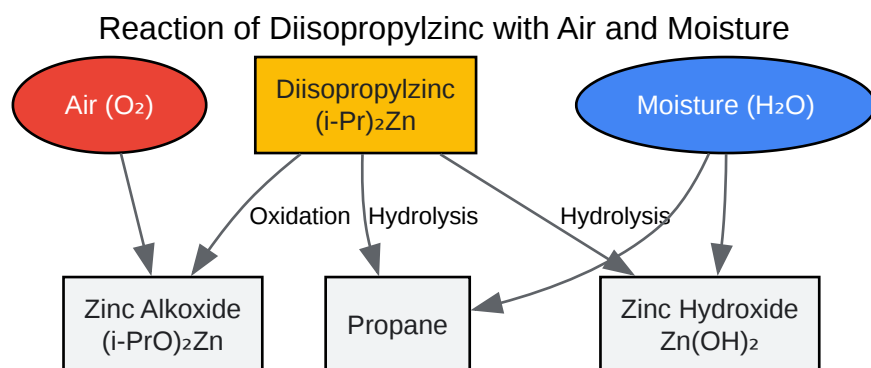 Reaction of Diisopropylzinc with Air and Moisture
Air (O₂)
Diisopropylzinc
(i-Pr)₂Zn
Moisture (H₂O)
Oxidation
Hydrolysis
Hydrolysis
Zinc Alkoxide
(i-PrO)₂Zn
Propane
Zinc Hydroxide
Zn(OH)₂